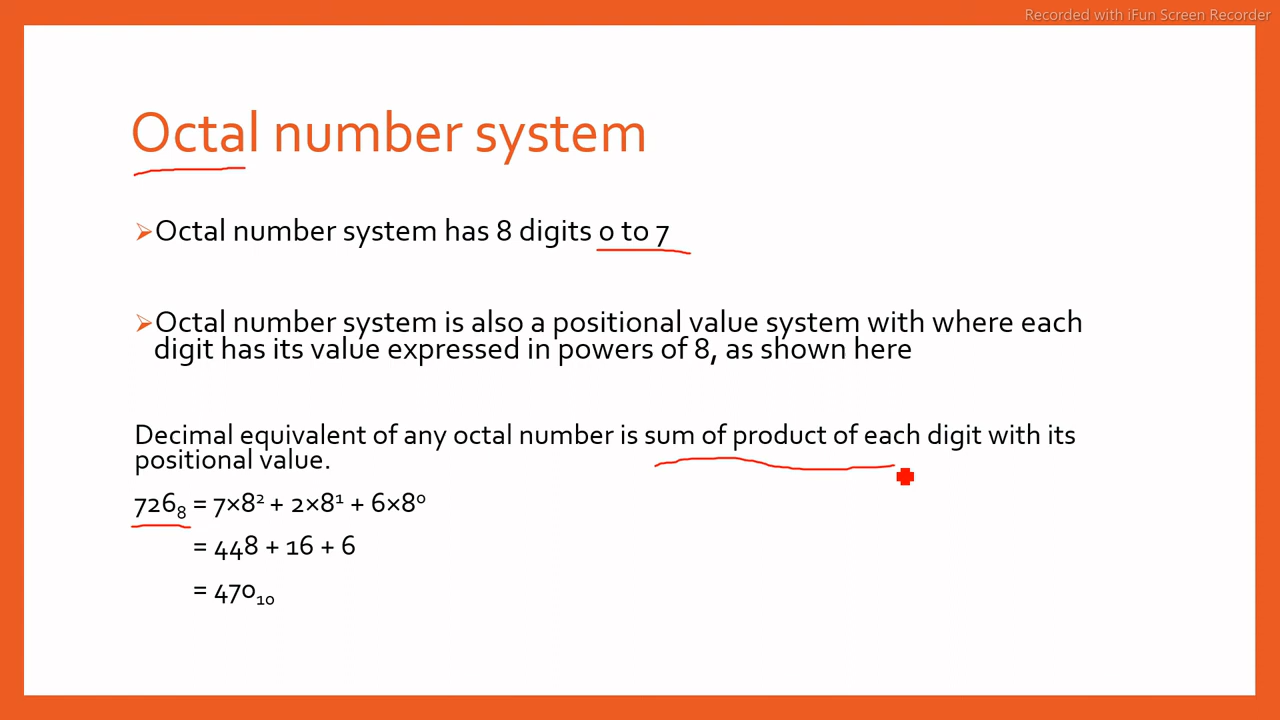 Recorded with iFun Screen Recorder
Octal number system
➢Octal number system has 8 digits 0 to 7
➢Octal number system is also a positional value system with where each
digit has its value expressed in powers of 8, as shown here
Decimal equivalent of any octal number is sum of product of each digit with its
positional value.
726₈ = 7×8² + 2×8¹ + 6×8⁰
= 448 + 16 + 6
= 470₁₀